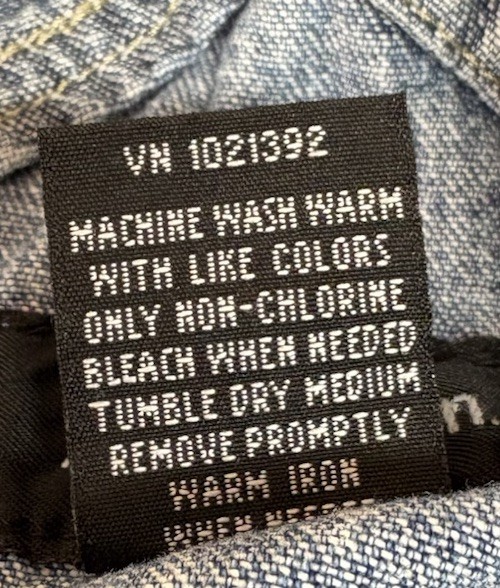 VN 1021392
MACHINE WASH WARM
WITH LIKE COLORS
ONLY NON-CHLORINE
BLEACH WHEN NEEDED
TUMBLE DRY MEDIUM
REMOVE PROMPTLY
WARM IRON
WHEN
n.